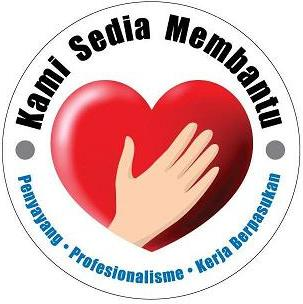 Kami Sedia Membantu
Penyayang • Profesionalisme • Kerja Berpasukan